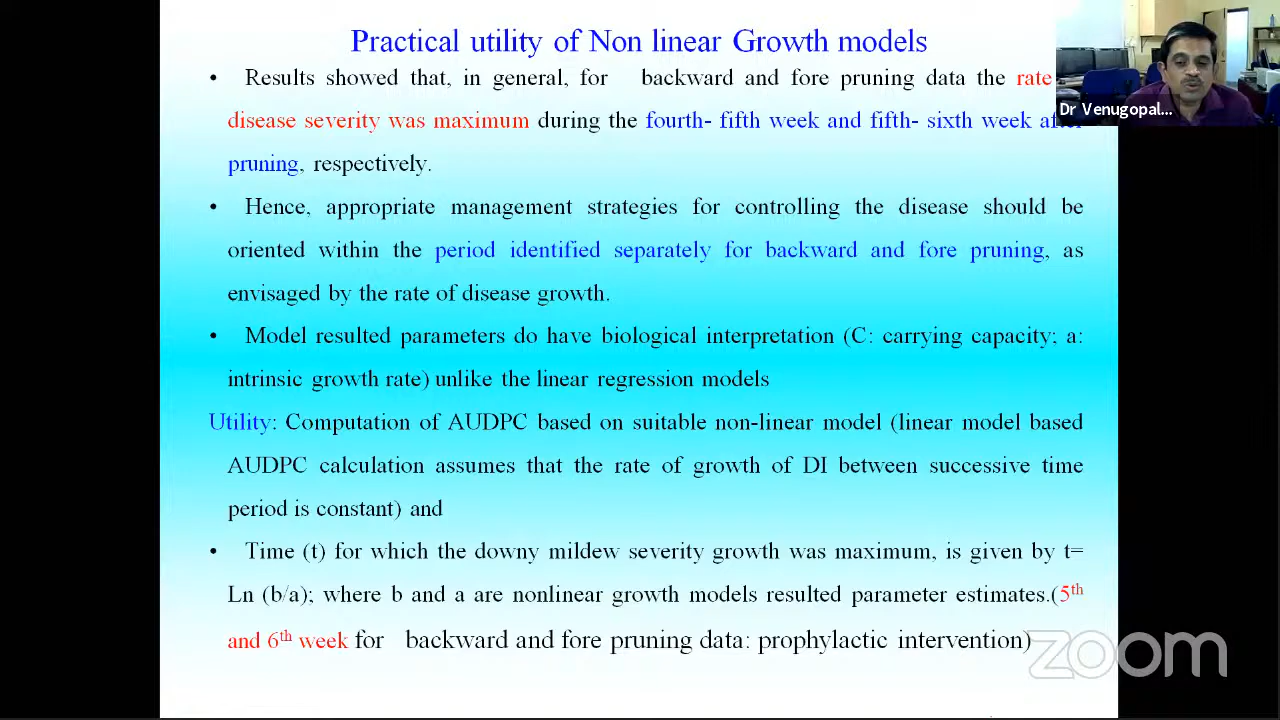 Practical utility of Non linear Growth models
• Results showed that, in general, for backward and fore pruning data the rate
disease severity was maximum during the fourth- fifth week and fifth- sixth week after
pruning, respectively.
• Hence, appropriate management strategies for controlling the disease should be
oriented within the period identified separately for backward and fore pruning, as
envisaged by the rate of disease growth.
• Model resulted parameters do have biological interpretation (C: carrying capacity; a:
intrinsic growth rate) unlike the linear regression models
Utility: Computation of AUDPC based on suitable non-linear model (linear model based
AUDPC calculation assumes that the rate of growth of DI between successive time
period is constant) and
• Time (t) for which the downy mildew severity growth was maximum, is given by t=
Ln (b/a); where b and a are nonlinear growth models resulted parameter estimates.(5th
and 6th week for backward and fore pruning data: prophylactic intervention)
Dr Venugopal...
zoom